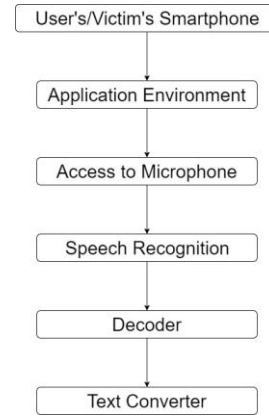 User's/Victim's Smartphone
Application Environment
Access to Microphone
Speech Recognition
Decoder
Text Converter